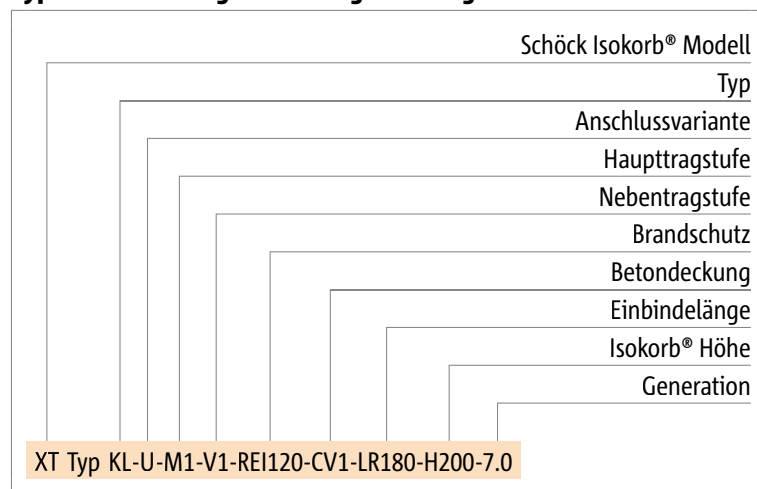 Schöck Isokorb® Modell
Typ
Anschlussvariante
Haupttragstufe
Nebentragstufe
Brandschutz
Betondeckung
Einbindelänge
Isokorb® Höhe
Generation
XT Typ KL-U-M1-V1-REI120-CV1-LR180-H200-7.0